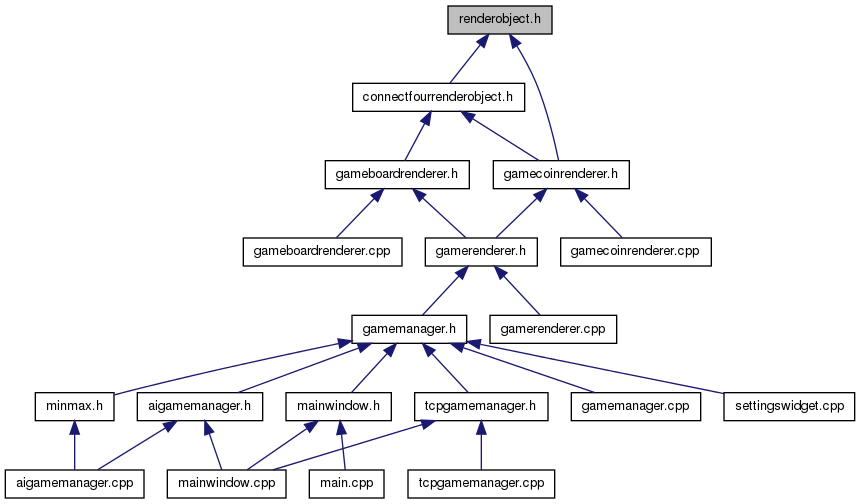 renderobject.h
connectfourrenderobject.h
gameboardrenderer.h
gamecoinrenderer.h
gameboardrenderer.cpp
gamerenderer.h
gamecoinrenderer.cpp
gamemanager.h
gamerenderer.cpp
minmax.h
aigamemanager.h
mainwindow.h
tcpgamemanager.h
gamemanager.cpp
settingswidget.cpp
aigamemanager.cpp
mainwindow.cpp
main.cpp
tcpgamemanager.cpp